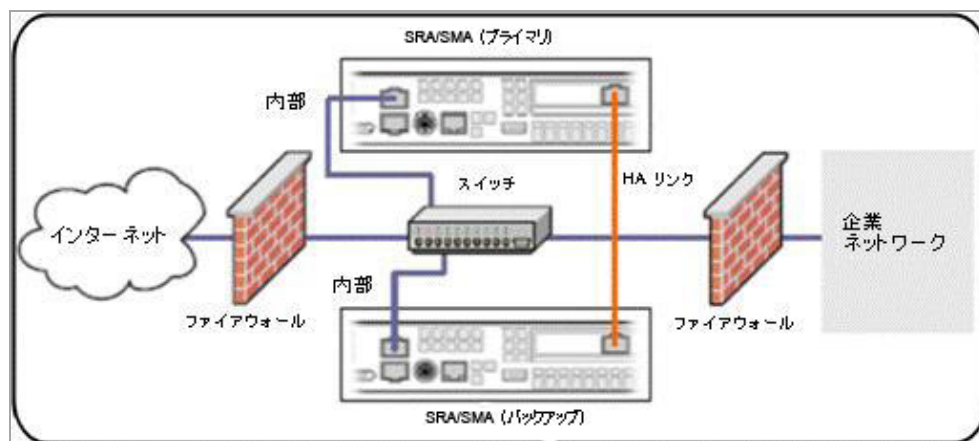 SRA/SMA (プライマリ)
内部
スイッチ
HA リンク
インターネット
企業
ネットワーク
内部
ファイアウォール
ファイアウォール
SRA/SMA (バックアップ)